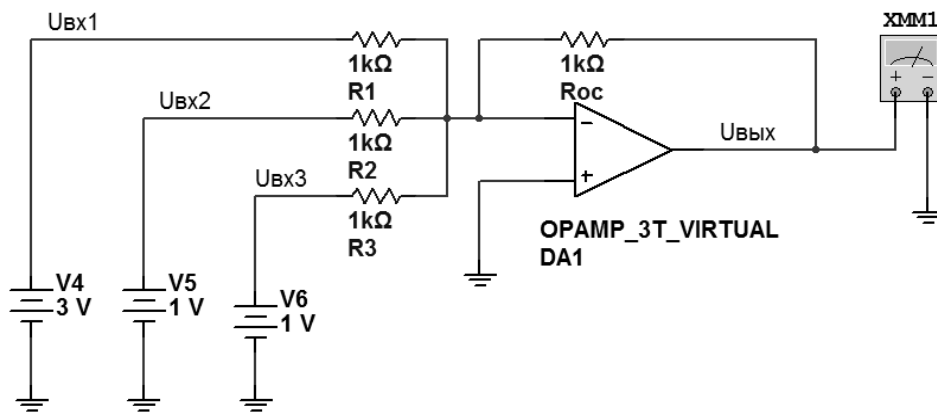 XMM1
Uвх1
1kΩ
R1
1kΩ
Rос
Uвх2
1kΩ
R2
Uвых
Uвх3
1kΩ
R3
OPAMP_3T_VIRTUAL
DA1
V4
3 V
V5
1 V
V6
1 V